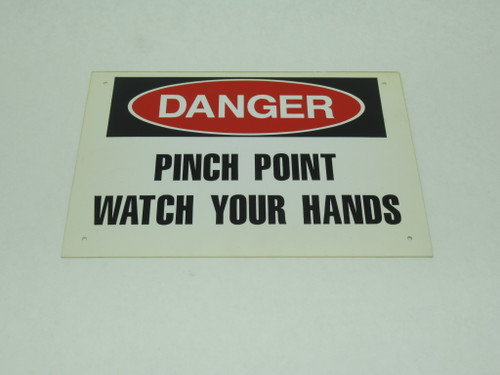 DANGER
PINCH POINT
WATCH YOUR HANDS